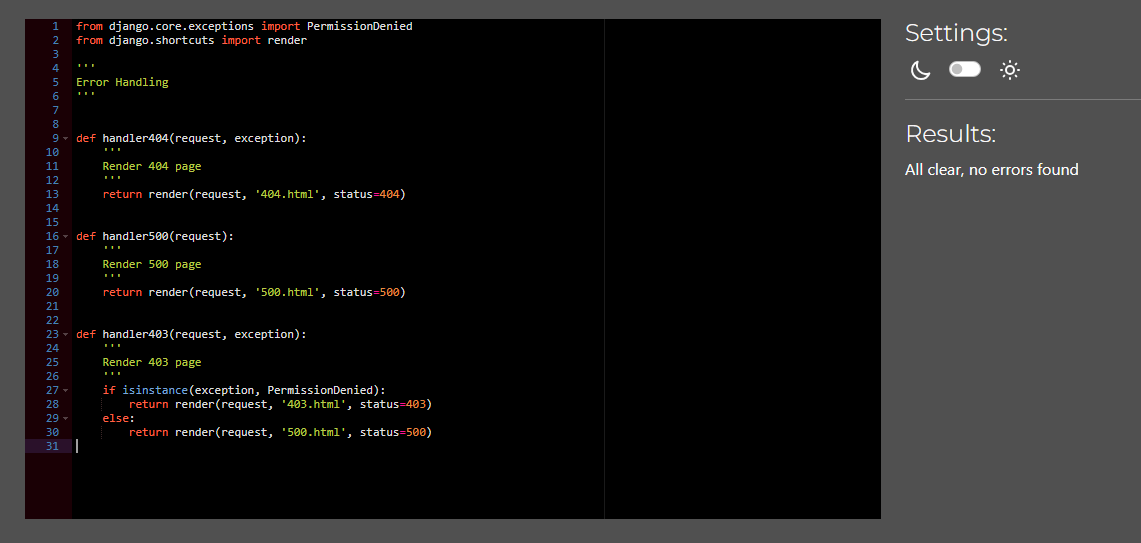 1 from django.core.exceptions import PermissionDenied
2 from django.shortcuts import render
3
4 '''
5 Error Handling
6 '''
7
8
9 def handler404(request, exception):
10     '''
11     Render 404 page
12     '''
13     return render(request, '404.html', status=404)
14
15
16 def handler500(request):
17     '''
18     Render 500 page
19     '''
20     return render(request, '500.html', status=500)
21
22
23 def handler403(request, exception):
24     '''
25     Render 403 page
26     '''
27     if isinstance(exception, PermissionDenied):
28         return render(request, '403.html', status=403)
29     else:
30         return render(request, '500.html', status=500)
31
Settings:
Results:
All clear, no errors found